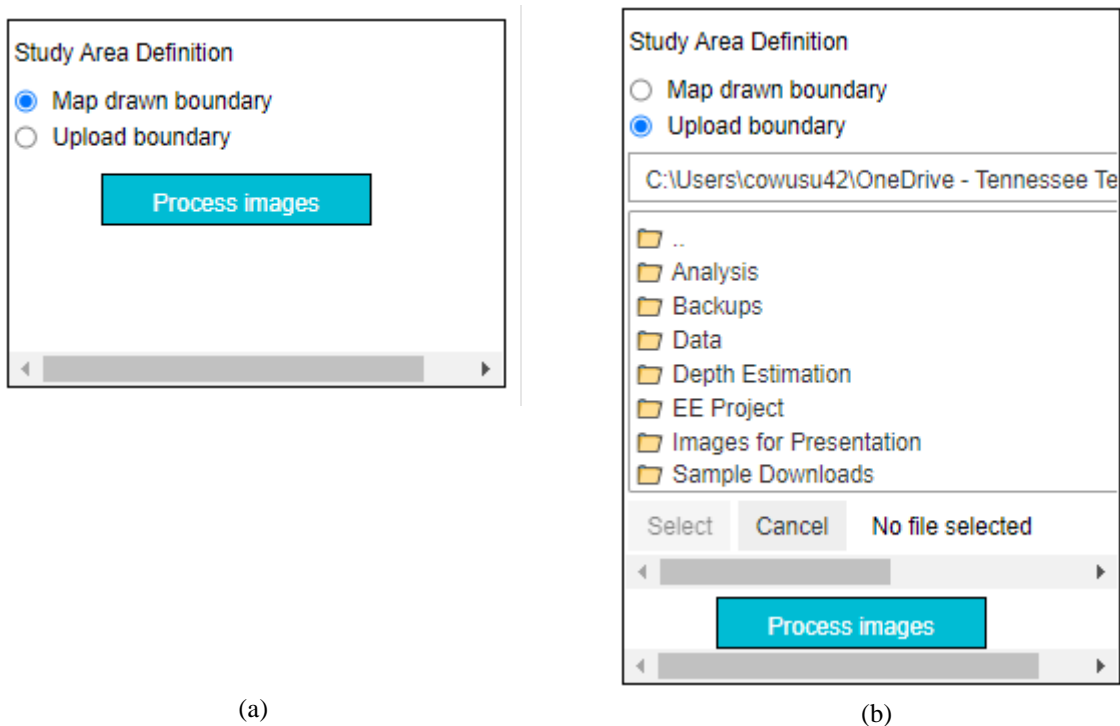 Study Area Definition
Map drawn boundary
Upload boundary
Process images
(a)
Study Area Definition
Map drawn boundary
Upload boundary
C:\Users\cowusu42\OneDrive - Tennessee Te
..
Analysis
Backups
Data
Depth Estimation
EE Project
Images for Presentation
Sample Downloads
Select Cancel No file selected
Process images
(b)